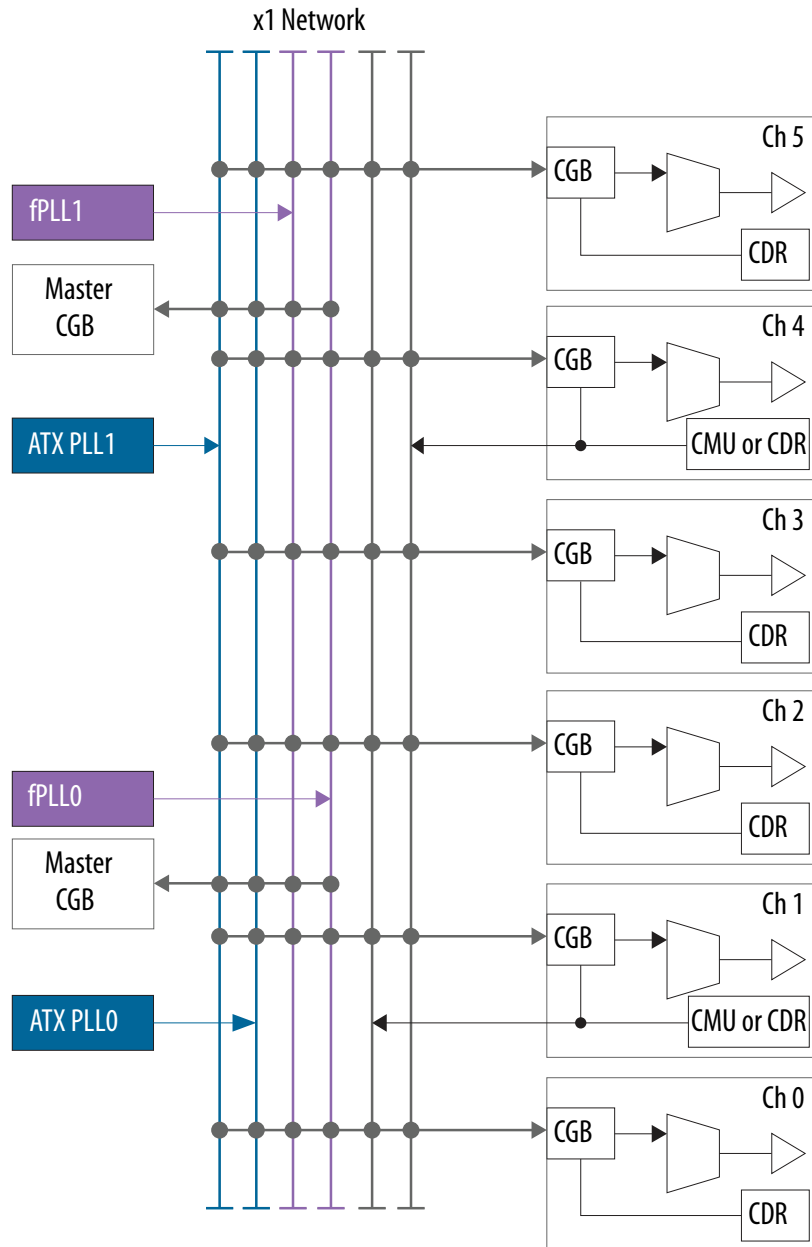 x1 Network
Ch 5
CGB
CDR
fPLL1
Master
CGB
Ch 4
CGB
CMU or CDR
ATX PLL1
Ch 3
CGB
CDR
Ch 2
CGB
CDR
fPLL0
Master
CGB
Ch 1
CGB
CMU or CDR
ATX PLL0
Ch 0
CGB
CDR